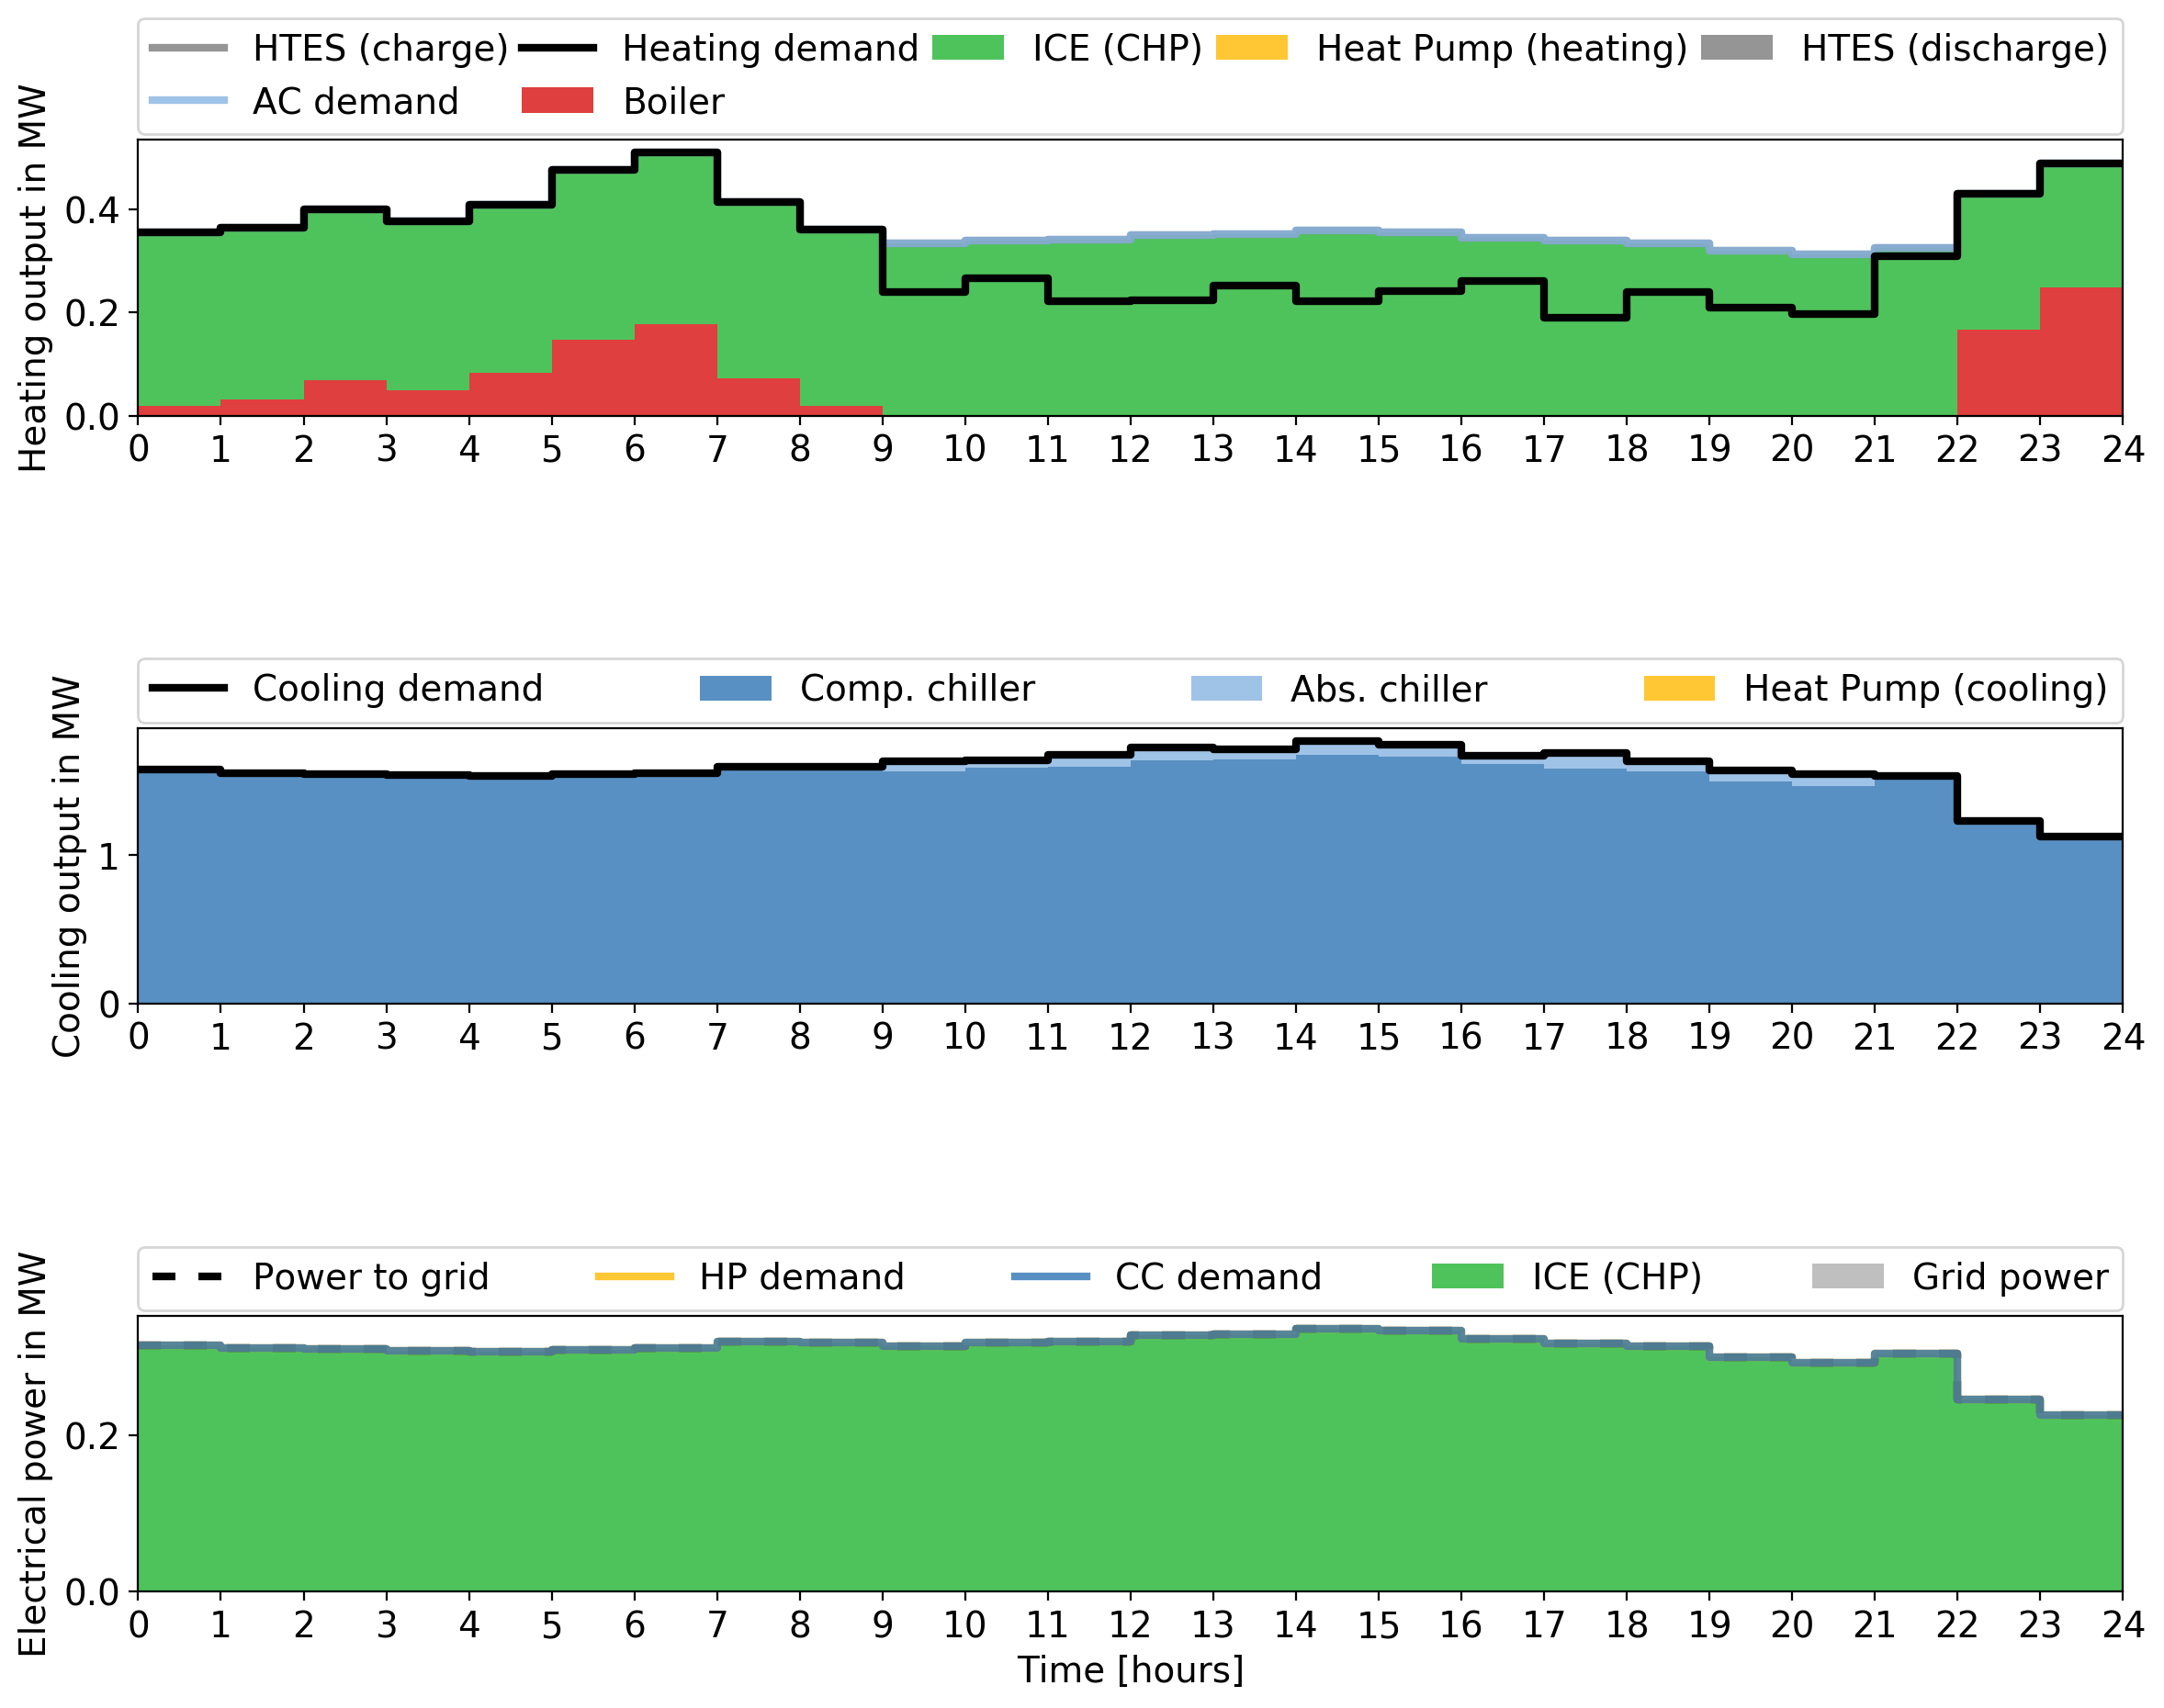 HTES (charge) Heating demand ICE (CHP) Heat Pump (heating) HTES (discharge)
AC demand Boiler
Heating output in MW
0.4
0.2
0.0
0 1 2 3 4 5 6 7 8 9 10 11 12 13 14 15 16 17 18 19 20 21 22 23 24
Cooling demand Comp. chiller Abs. chiller Heat Pump (cooling)
Cooling output in MW
1
0
0 1 2 3 4 5 6 7 8 9 10 11 12 13 14 15 16 17 18 19 20 21 22 23 24
Power to grid HP demand CC demand ICE (CHP) Grid power
Electrical power in MW
0.2
0.0
0 1 2 3 4 5 6 7 8 9 10 11 12 13 14 15 16 17 18 19 20 21 22 23 24
Time [hours]